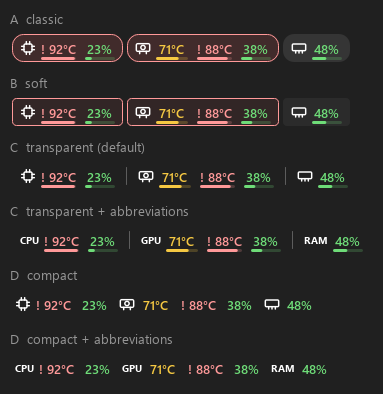 A classic
! 92°C 23% 71°C ! 88°C 38% 48%
B soft
! 92°C 23% 71°C ! 88°C 38% 48%
C transparent (default)
! 92°C 23% 71°C ! 88°C 38% 48%
C transparent + abbreviations
CPU ! 92°C 23% GPU 71°C ! 88°C 38% RAM 48%
D compact
! 92°C 23% 71°C ! 88°C 38% 48%
D compact + abbreviations
CPU ! 92°C 23% GPU 71°C ! 88°C 38% RAM 48%